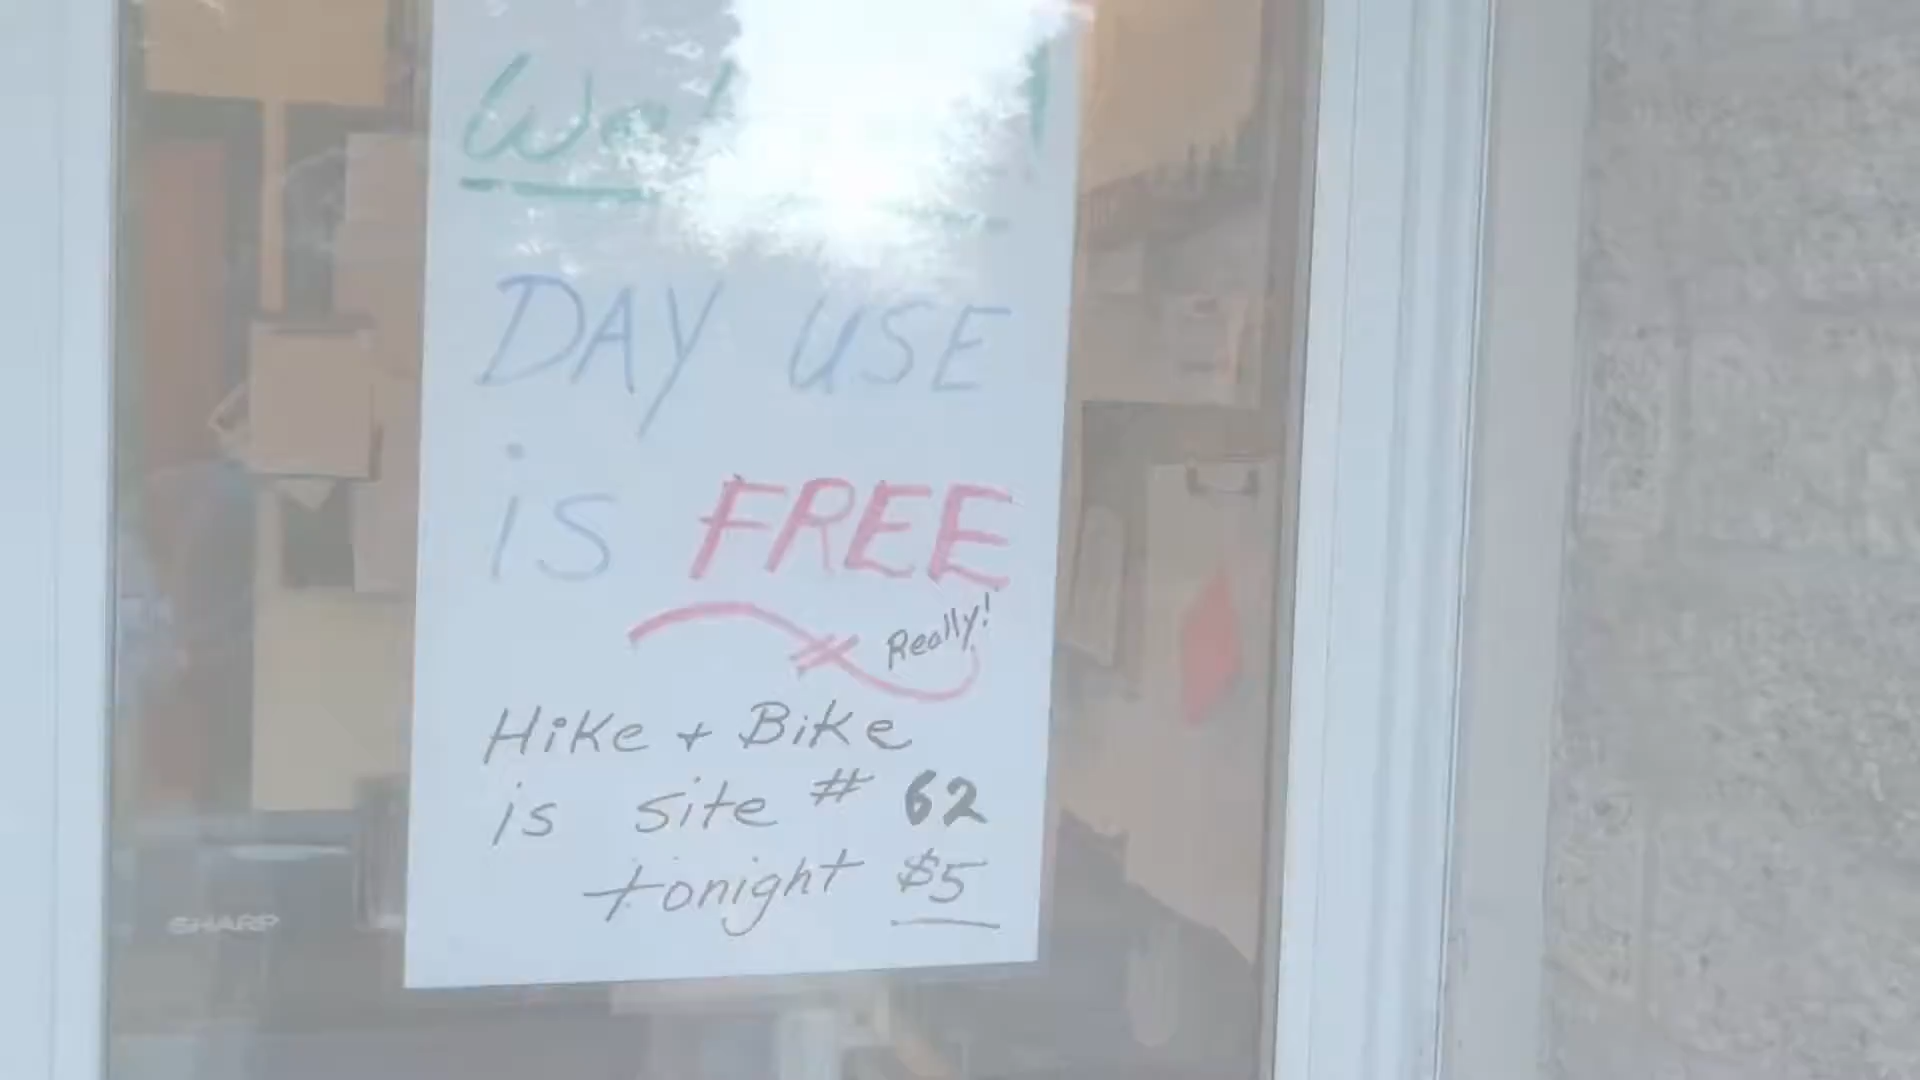 DAY USE
is FREE
Really!
Hike + Bike
is site # 62
tonight $5
SHARP